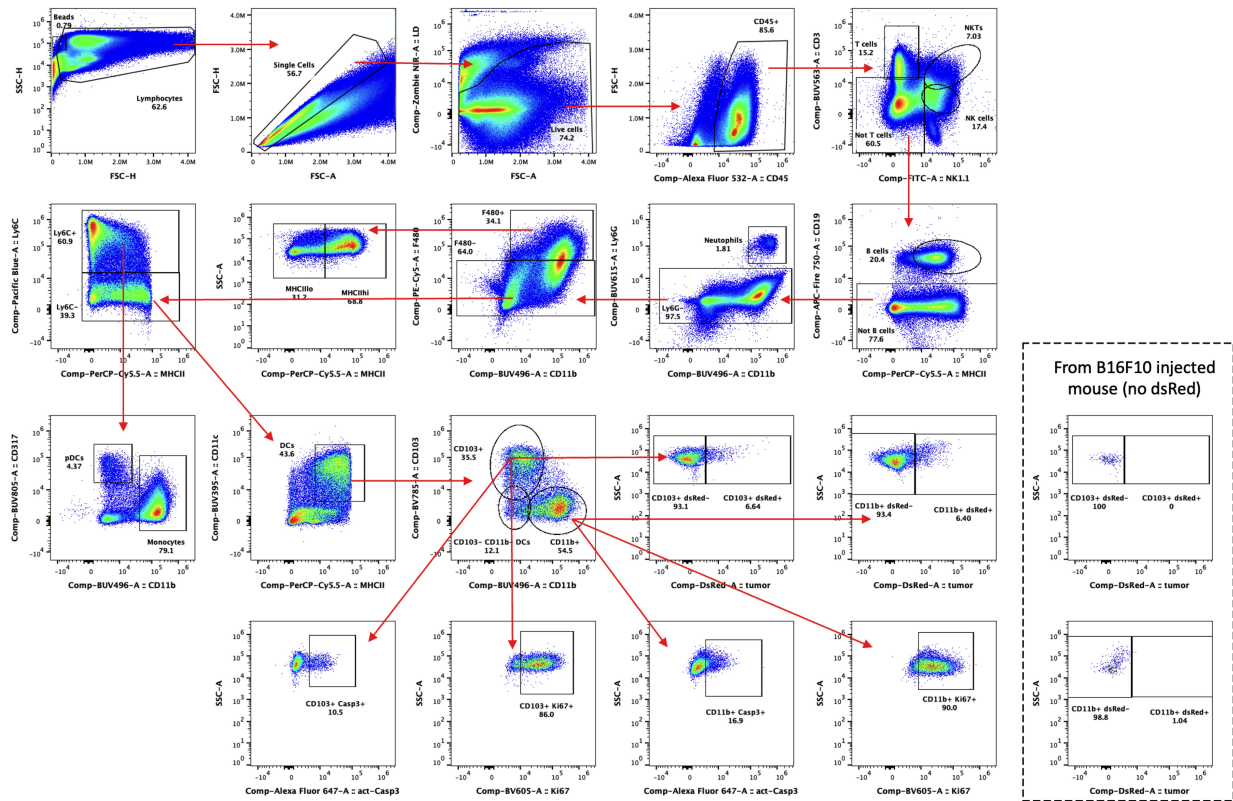 Beads
0.79
Lymphocytes
62.6
SSC-H
FSC-H
Single Cells
56.7
FSC-H
FSC-A
Live cells
74.2
Comp-Zombie NIR-A :: LD
FSC-A
CD45+
85.6
FSC-H
Comp-Alexa Fluor 532-A :: CD45
T cells
15.2
NKTs
7.03
NK cells
17.4
Not T cells
60.5
Comp-BUV563-A :: CD3
Comp-FITC-A :: NK1.1
Ly6C+
60.9
Ly6C-
39.3
Comp-Pacific Blue-A :: Ly6C
Comp-PerCP-Cy5.5-A :: MHCII
MHCIIlo
31.2
MHCIIhi
68.8
SSC-A
Comp-PerCP-Cy5.5-A :: MHCII
F480+
34.1
F480-
64.0
Comp-PE-Cy5-A :: F480
Comp-BUV496-A :: CD11b
Neutophils
1.81
Ly6G-
97.5
Comp-BUV615-A :: Ly6G
Comp-BUV496-A :: CD11b
B cells
20.4
Not B cells
77.6
Comp-APC-Fire 750-A :: CD19
Comp-PerCP-Cy5.5-A :: MHCII
From B16F10 injected
mouse (no dsRed)
pDCs
4.37
Monocytes
79.1
Comp-BUV805-A :: CD317
Comp-BUV496-A :: CD11b
DCs
43.6
Comp-BUV395-A :: CD11c
Comp-PerCP-Cy5.5-A :: MHCII
CD103+
35.5
CD103- CD11b- DCs
12.1
CD11b+
54.5
Comp-BV785-A :: CD103
Comp-BUV496-A :: CD11b
CD103+ dsRed-
93.1
CD103+ dsRed+
6.64
SSC-A
Comp-DsRed-A :: tumor
CD11b+ dsRed-
93.4
CD11b+ dsRed+
6.40
SSC-A
Comp-DsRed-A :: tumor
CD103+ dsRed-
100
CD103+ dsRed+
0
SSC-A
Comp-DsRed-A :: tumor
CD103+ Casp3+
10.5
SSC-A
Comp-Alexa Fluor 647-A :: act-Casp3
CD103+ Ki67+
86.0
SSC-A
Comp-BV605-A :: Ki67
CD11b+ Casp3+
16.9
SSC-A
Comp-Alexa Fluor 647-A :: act-Casp3
CD11b+ Ki67+
90.0
SSC-A
Comp-BV605-A :: Ki67
CD11b+ dsRed-
98.8
CD11b+ dsRed+
1.04
SSC-A
Comp-DsRed-A :: tumor